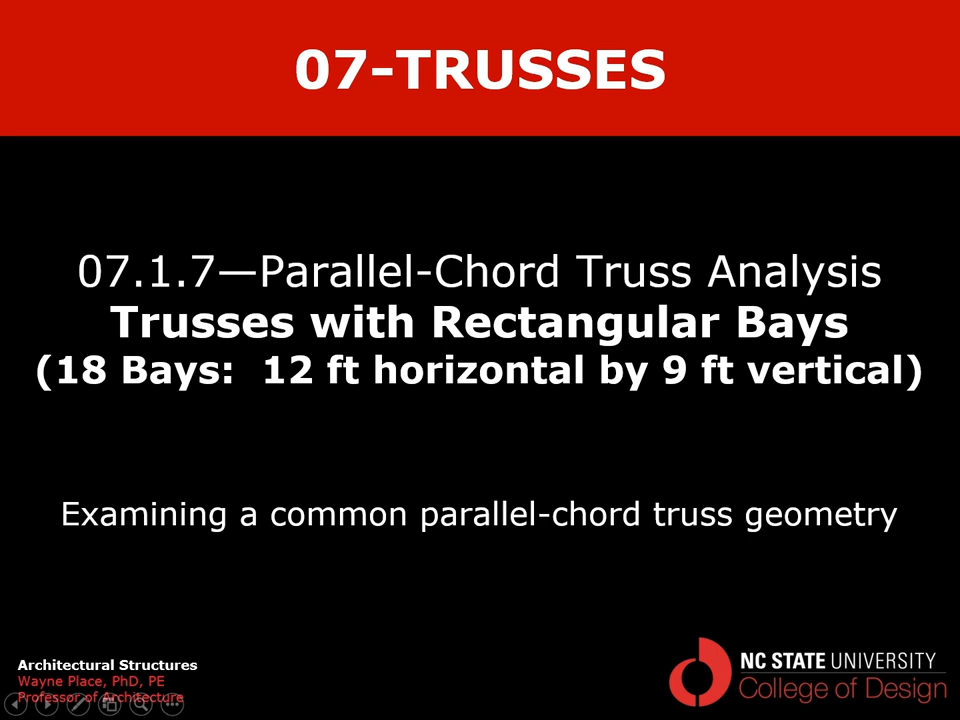 07-TRUSSES
07.1.7—Parallel-Chord Truss Analysis
Trusses with Rectangular Bays
(18 Bays:  12 ft horizontal by 9 ft vertical)
Examining a common parallel-chord truss geometry
Architectural Structures
Wayne Place, PhD, PE
Professor of Architecture
NC STATE UNIVERSITY
College of Design